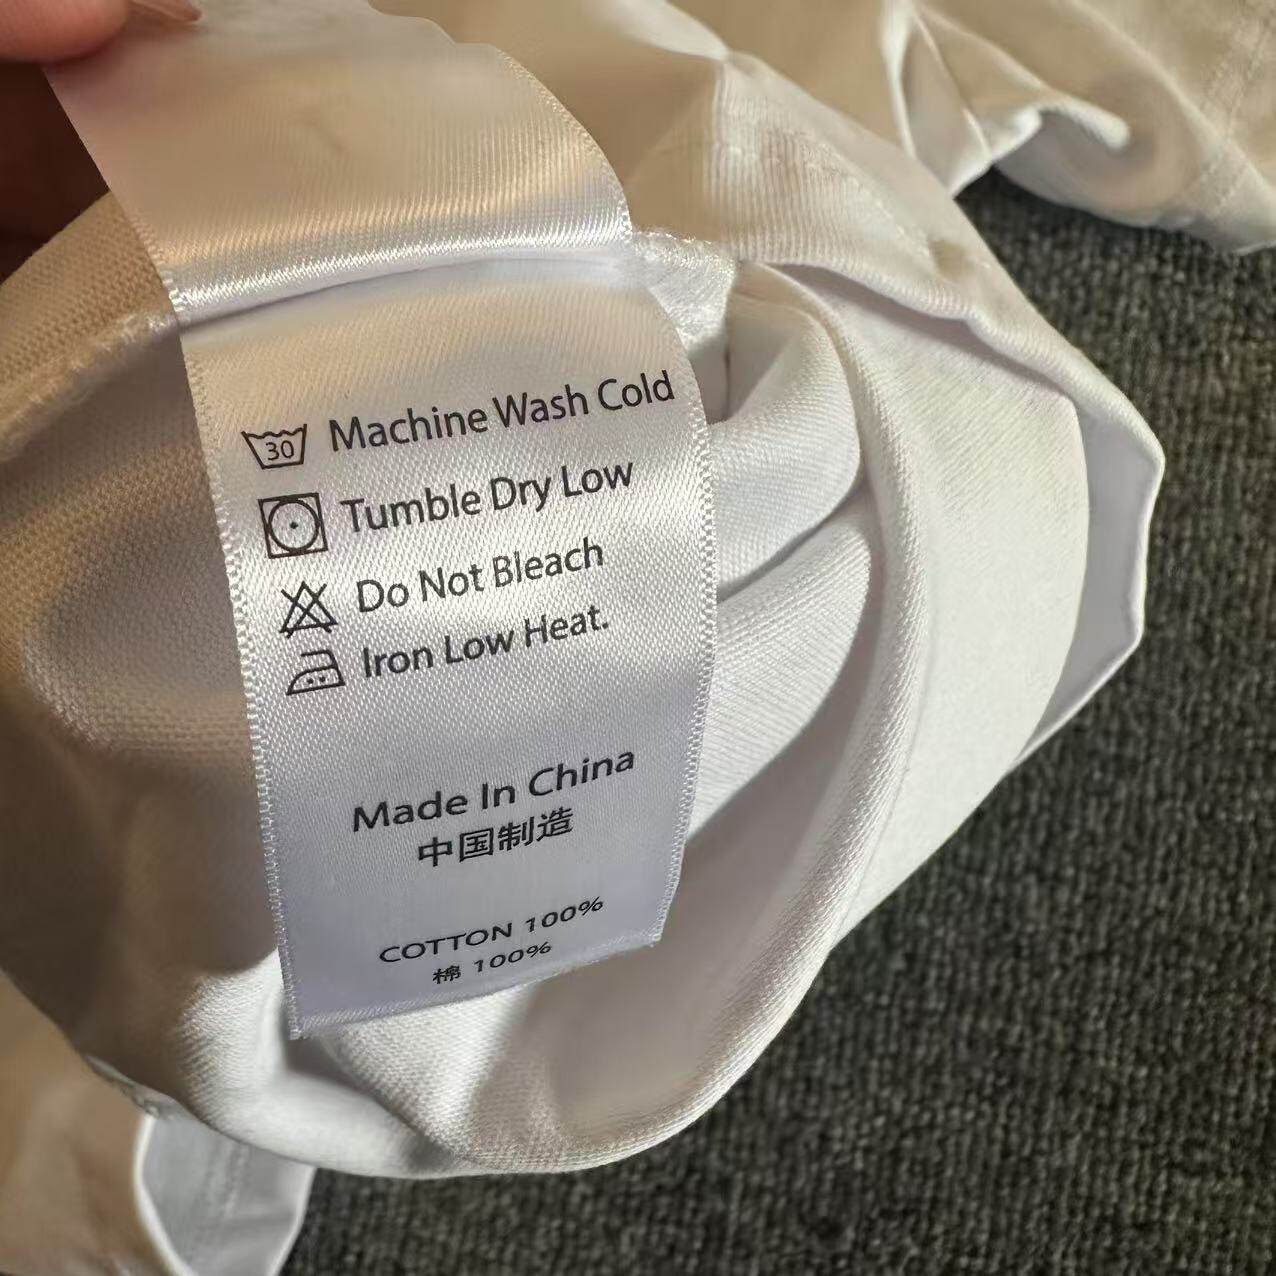 30 Machine Wash Cold
Tumble Dry Low
Do Not Bleach
Iron Low Heat.
Made In China
中国制造
COTTON 100%
棉 100%